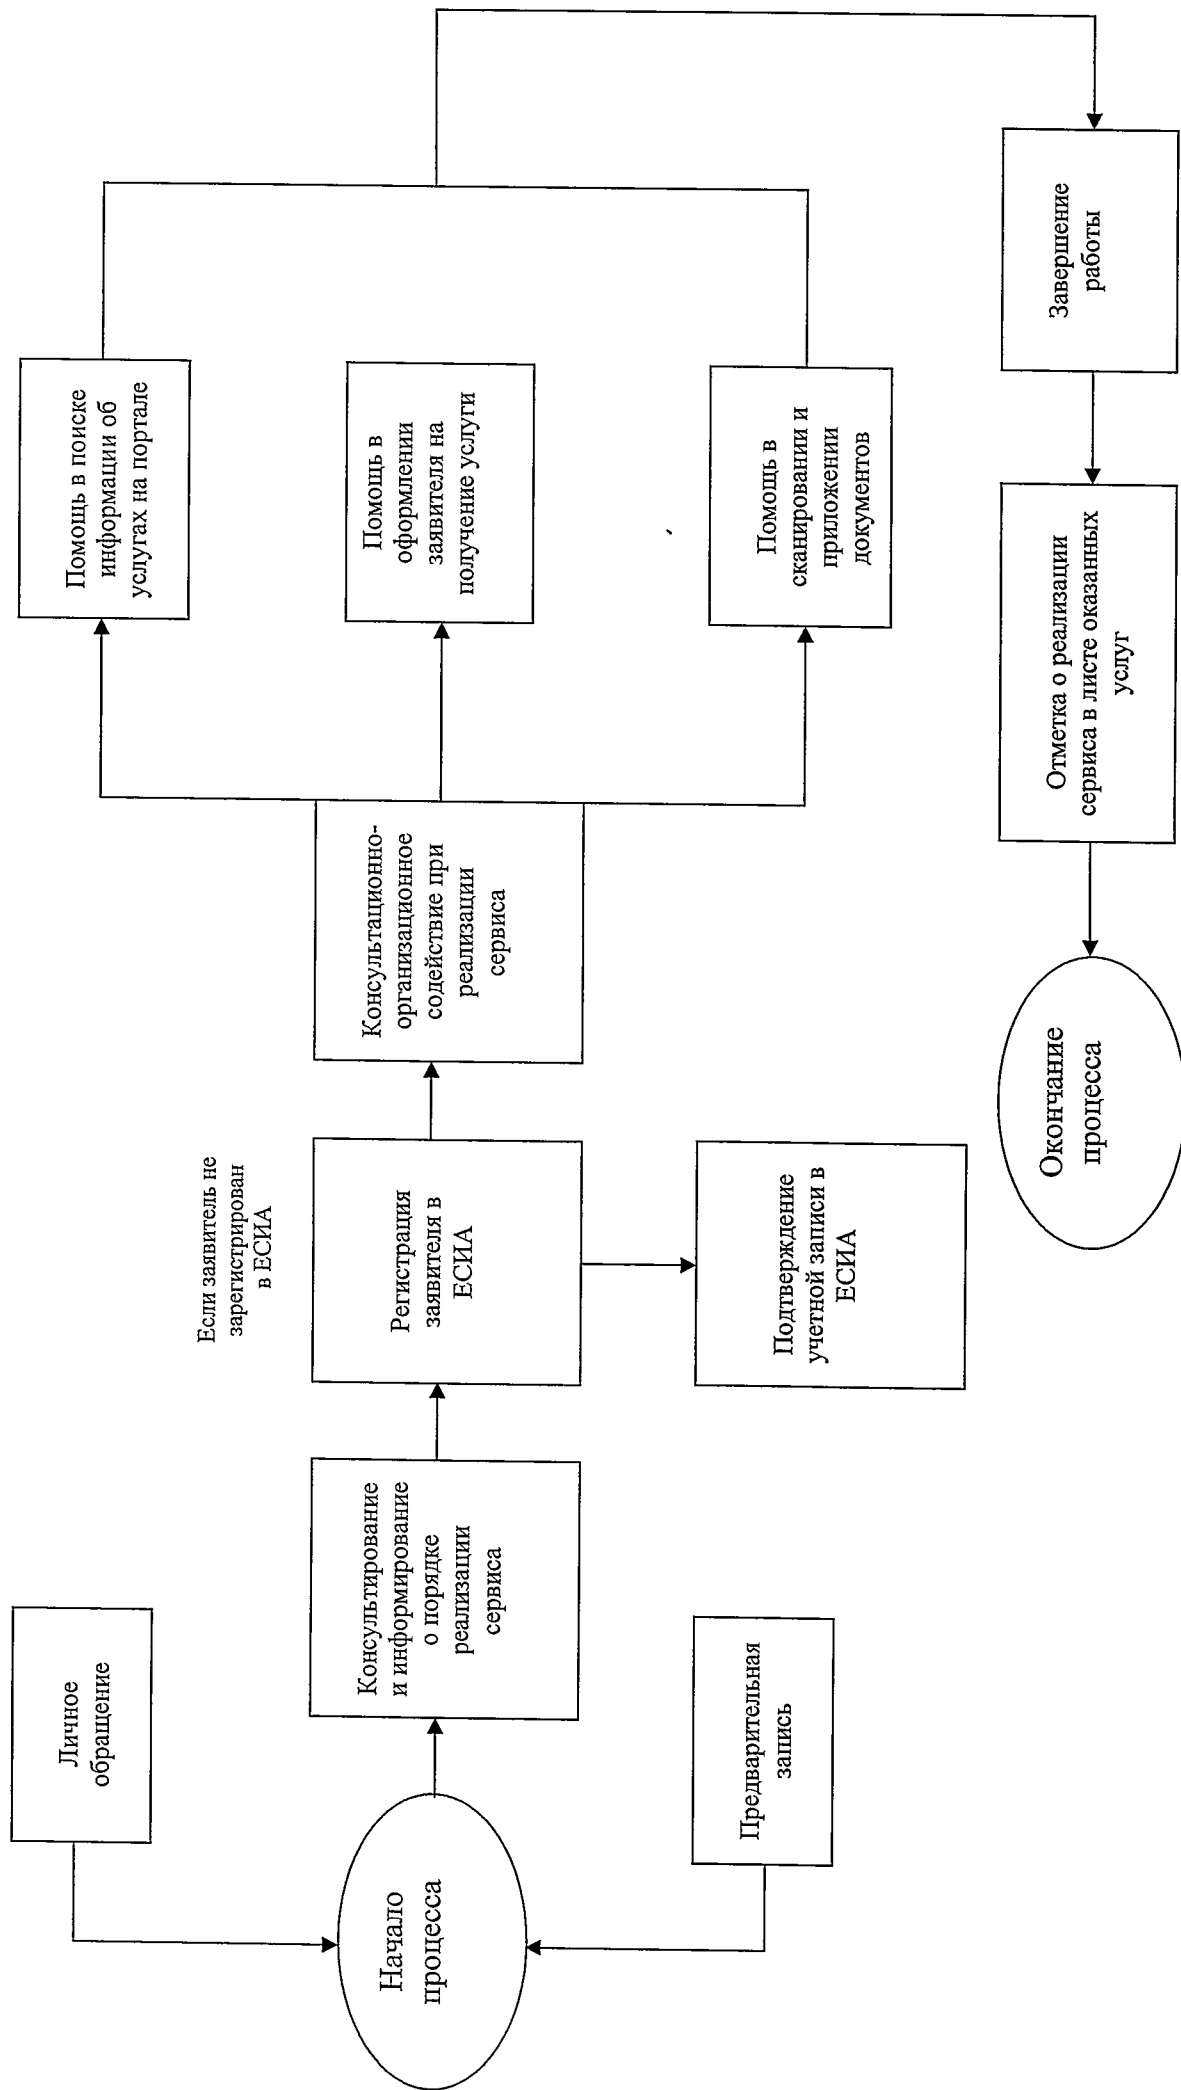 Личное
обращение
Начало
процесса
Предварительная
запись
Консультирование
и информирование
о порядке
реализации
сервиса
Если заявитель не
зарегистрирован
в ЕСИА
Регистрация
заявителя в
ЕСИА
Подтверждение
учетной записи в
ЕСИА
Консультационно-
организационное
содействие при
реализации
сервиса
Помощь в поиске
информации об
услугах на портале
Помощь в
оформлении
заявителя на
получение услуги
Помощь в
сканировании и
приложении
документов
Завершение
работы
Отметка о реализации
сервиса в листе оказанных
услуг
Окончание
процесса